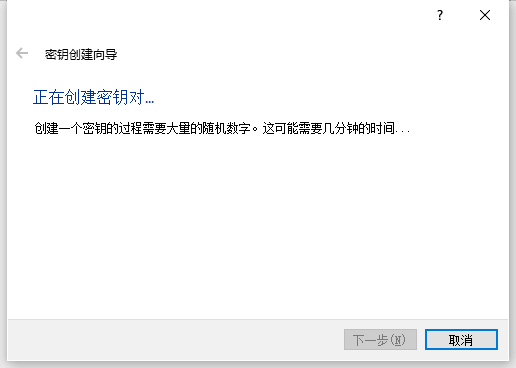 ?
密钥创建向导
正在创建密钥对...
创建一个密钥的过程需要大量的随机数字。这可能需要几分钟的时间...
下一步(N) 取消